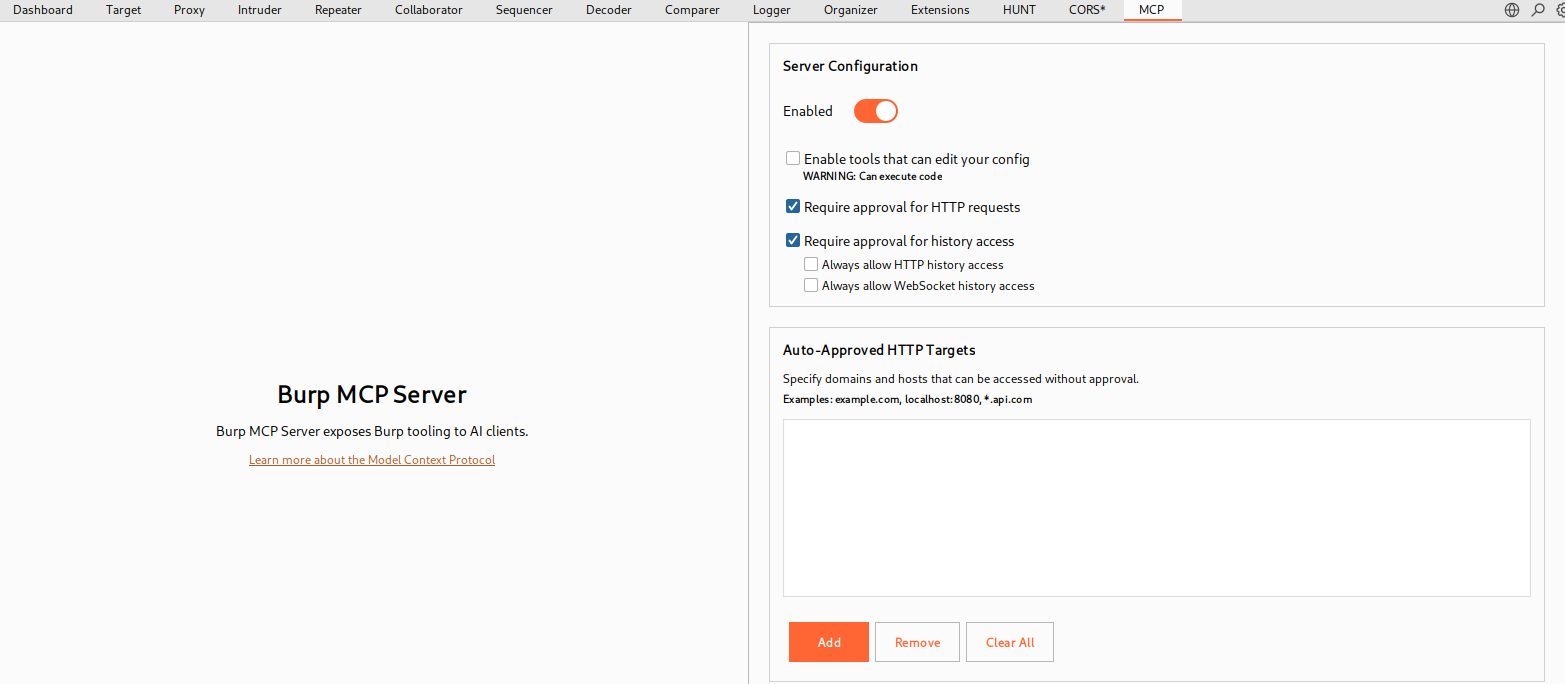 Dashboard Target Proxy Intruder Repeater Collaborator Sequencer Decoder Comparer Logger Organizer Extensions HUNT CORS* MCP
Burp MCP Server
Burp MCP Server exposes Burp tooling to AI clients.
Learn more about the Model Context Protocol
Server Configuration
Enabled
Enable tools that can edit your config
WARNING: Can execute code
Require approval for HTTP requests
Require approval for history access
Always allow HTTP history access
Always allow WebSocket history access
Auto-Approved HTTP Targets
Specify domains and hosts that can be accessed without approval.
Examples: example.com, localhost:8080, *.api.com
Add Remove Clear All